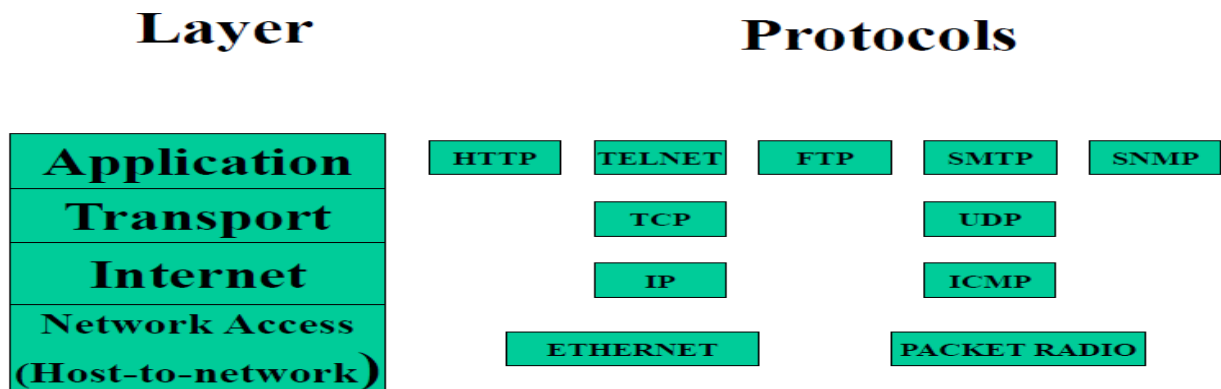 Layer
Protocols
Application
HTTP
TELNET
FTP
SMTP
SNMP
Transport
TCP
UDP
Internet
IP
ICMP
Network Access
(Host-to-network)
ETHERNET
PACKET RADIO